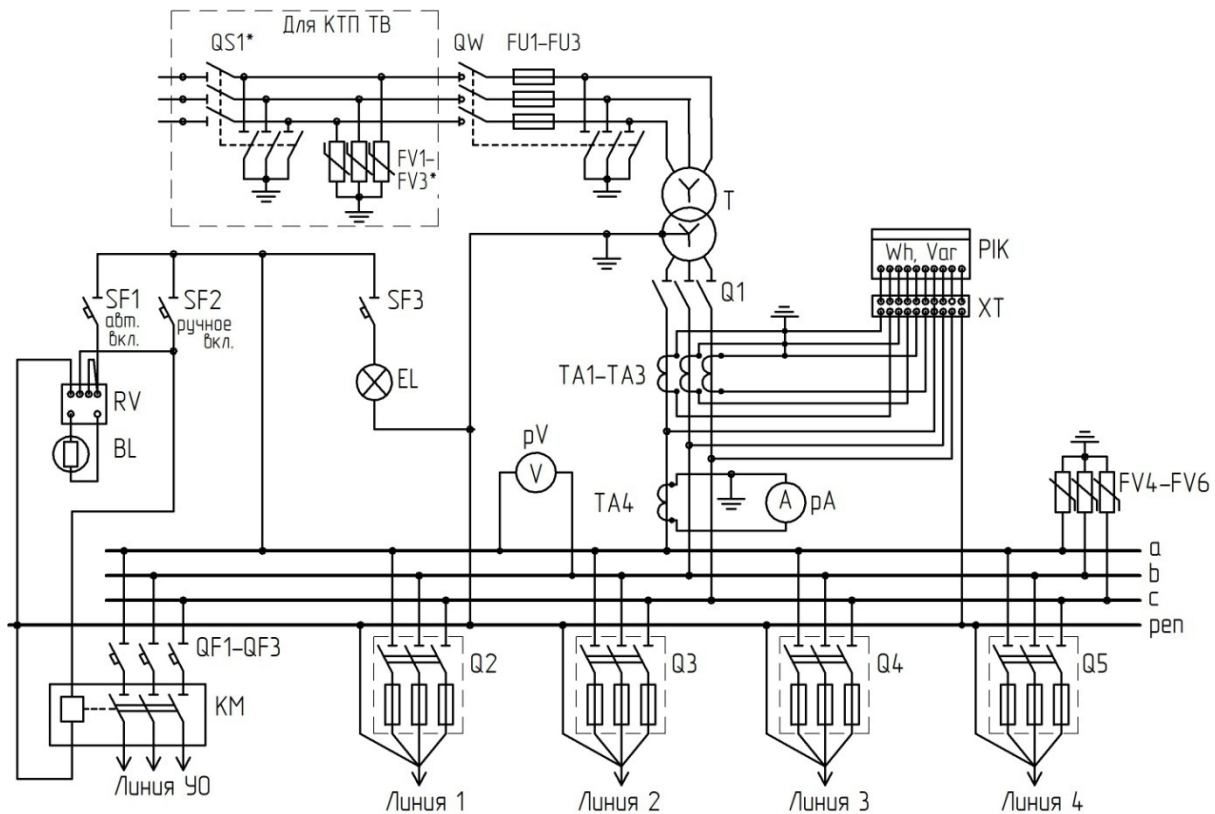 Для КТП ТВ
QS1*
QW
FU1-FU3
FV1-
FV3*
T
Wh, Var
PIK
XT
SF1
авт.
вкл.
SF2
ручное
вкл.
SF3
Q1
TA1-TA3
EL
RV
BL
pV
V
TA4
A
pA
FV4-FV6
a
b
c
pen
QF1-QF3
Q2
Q3
Q4
Q5
KM
Линия УО
Линия 1
Линия 2
Линия 3
Линия 4